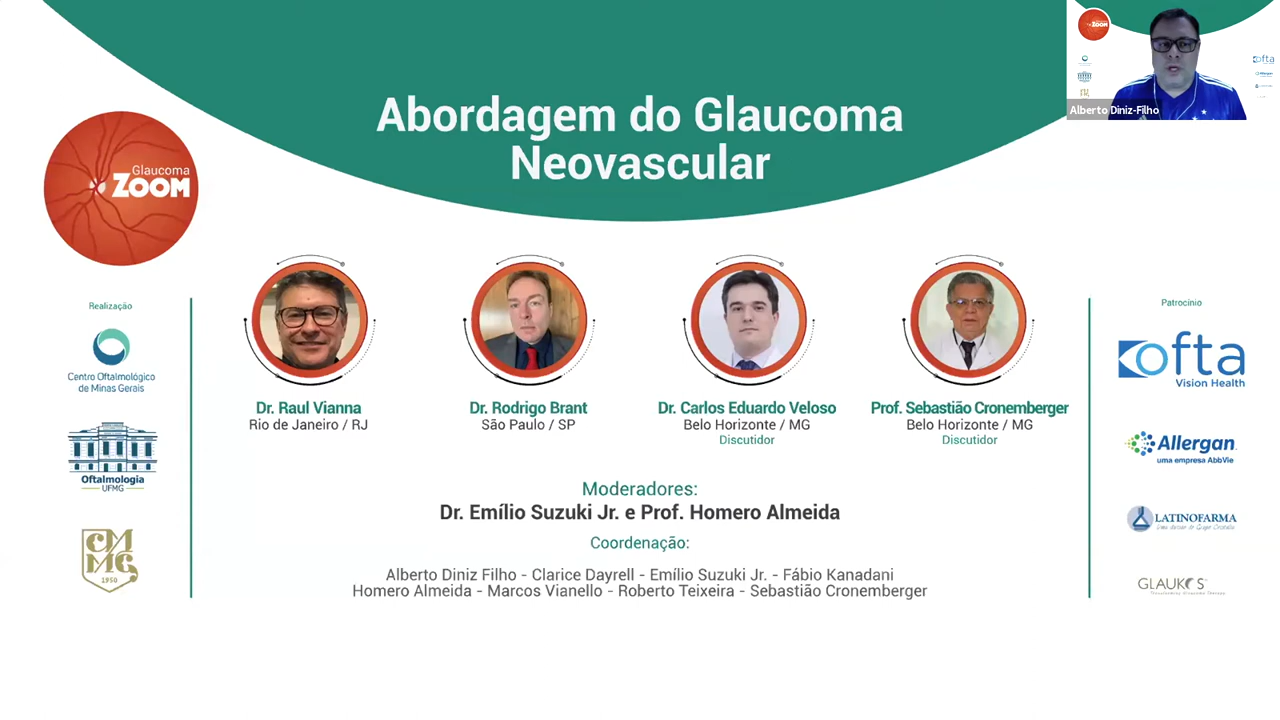 Abordagem do Glaucoma
Neovascular
Glaucoma
ZOOM
Alberto Diniz-Filho
Realização
Centro Oftalmológico
de Minas Gerais
Oftalmologia
UFMG
CMMG
1950
Dr. Raul Vianna
Rio de Janeiro / RJ
Dr. Rodrigo Brant
São Paulo / SP
Dr. Carlos Eduardo Veloso
Belo Horizonte / MG
Discutidor
Prof. Sebastião Cronemberger
Belo Horizonte / MG
Discutidor
Moderadores:
Dr. Emílio Suzuki Jr. e Prof. Homero Almeida
Coordenação:
Alberto Diniz Filho - Clarice Dayrell - Emílio Suzuki Jr. - Fábio Kanadani
Homero Almeida - Marcos Vianello - Roberto Teixeira - Sebastião Cronemberger
Patrocínio
ofta
Vision Health
Allergan
uma empresa AbbVie
LATINOFARMA
GLAUKOS
ZOOM
ofta
Allergan